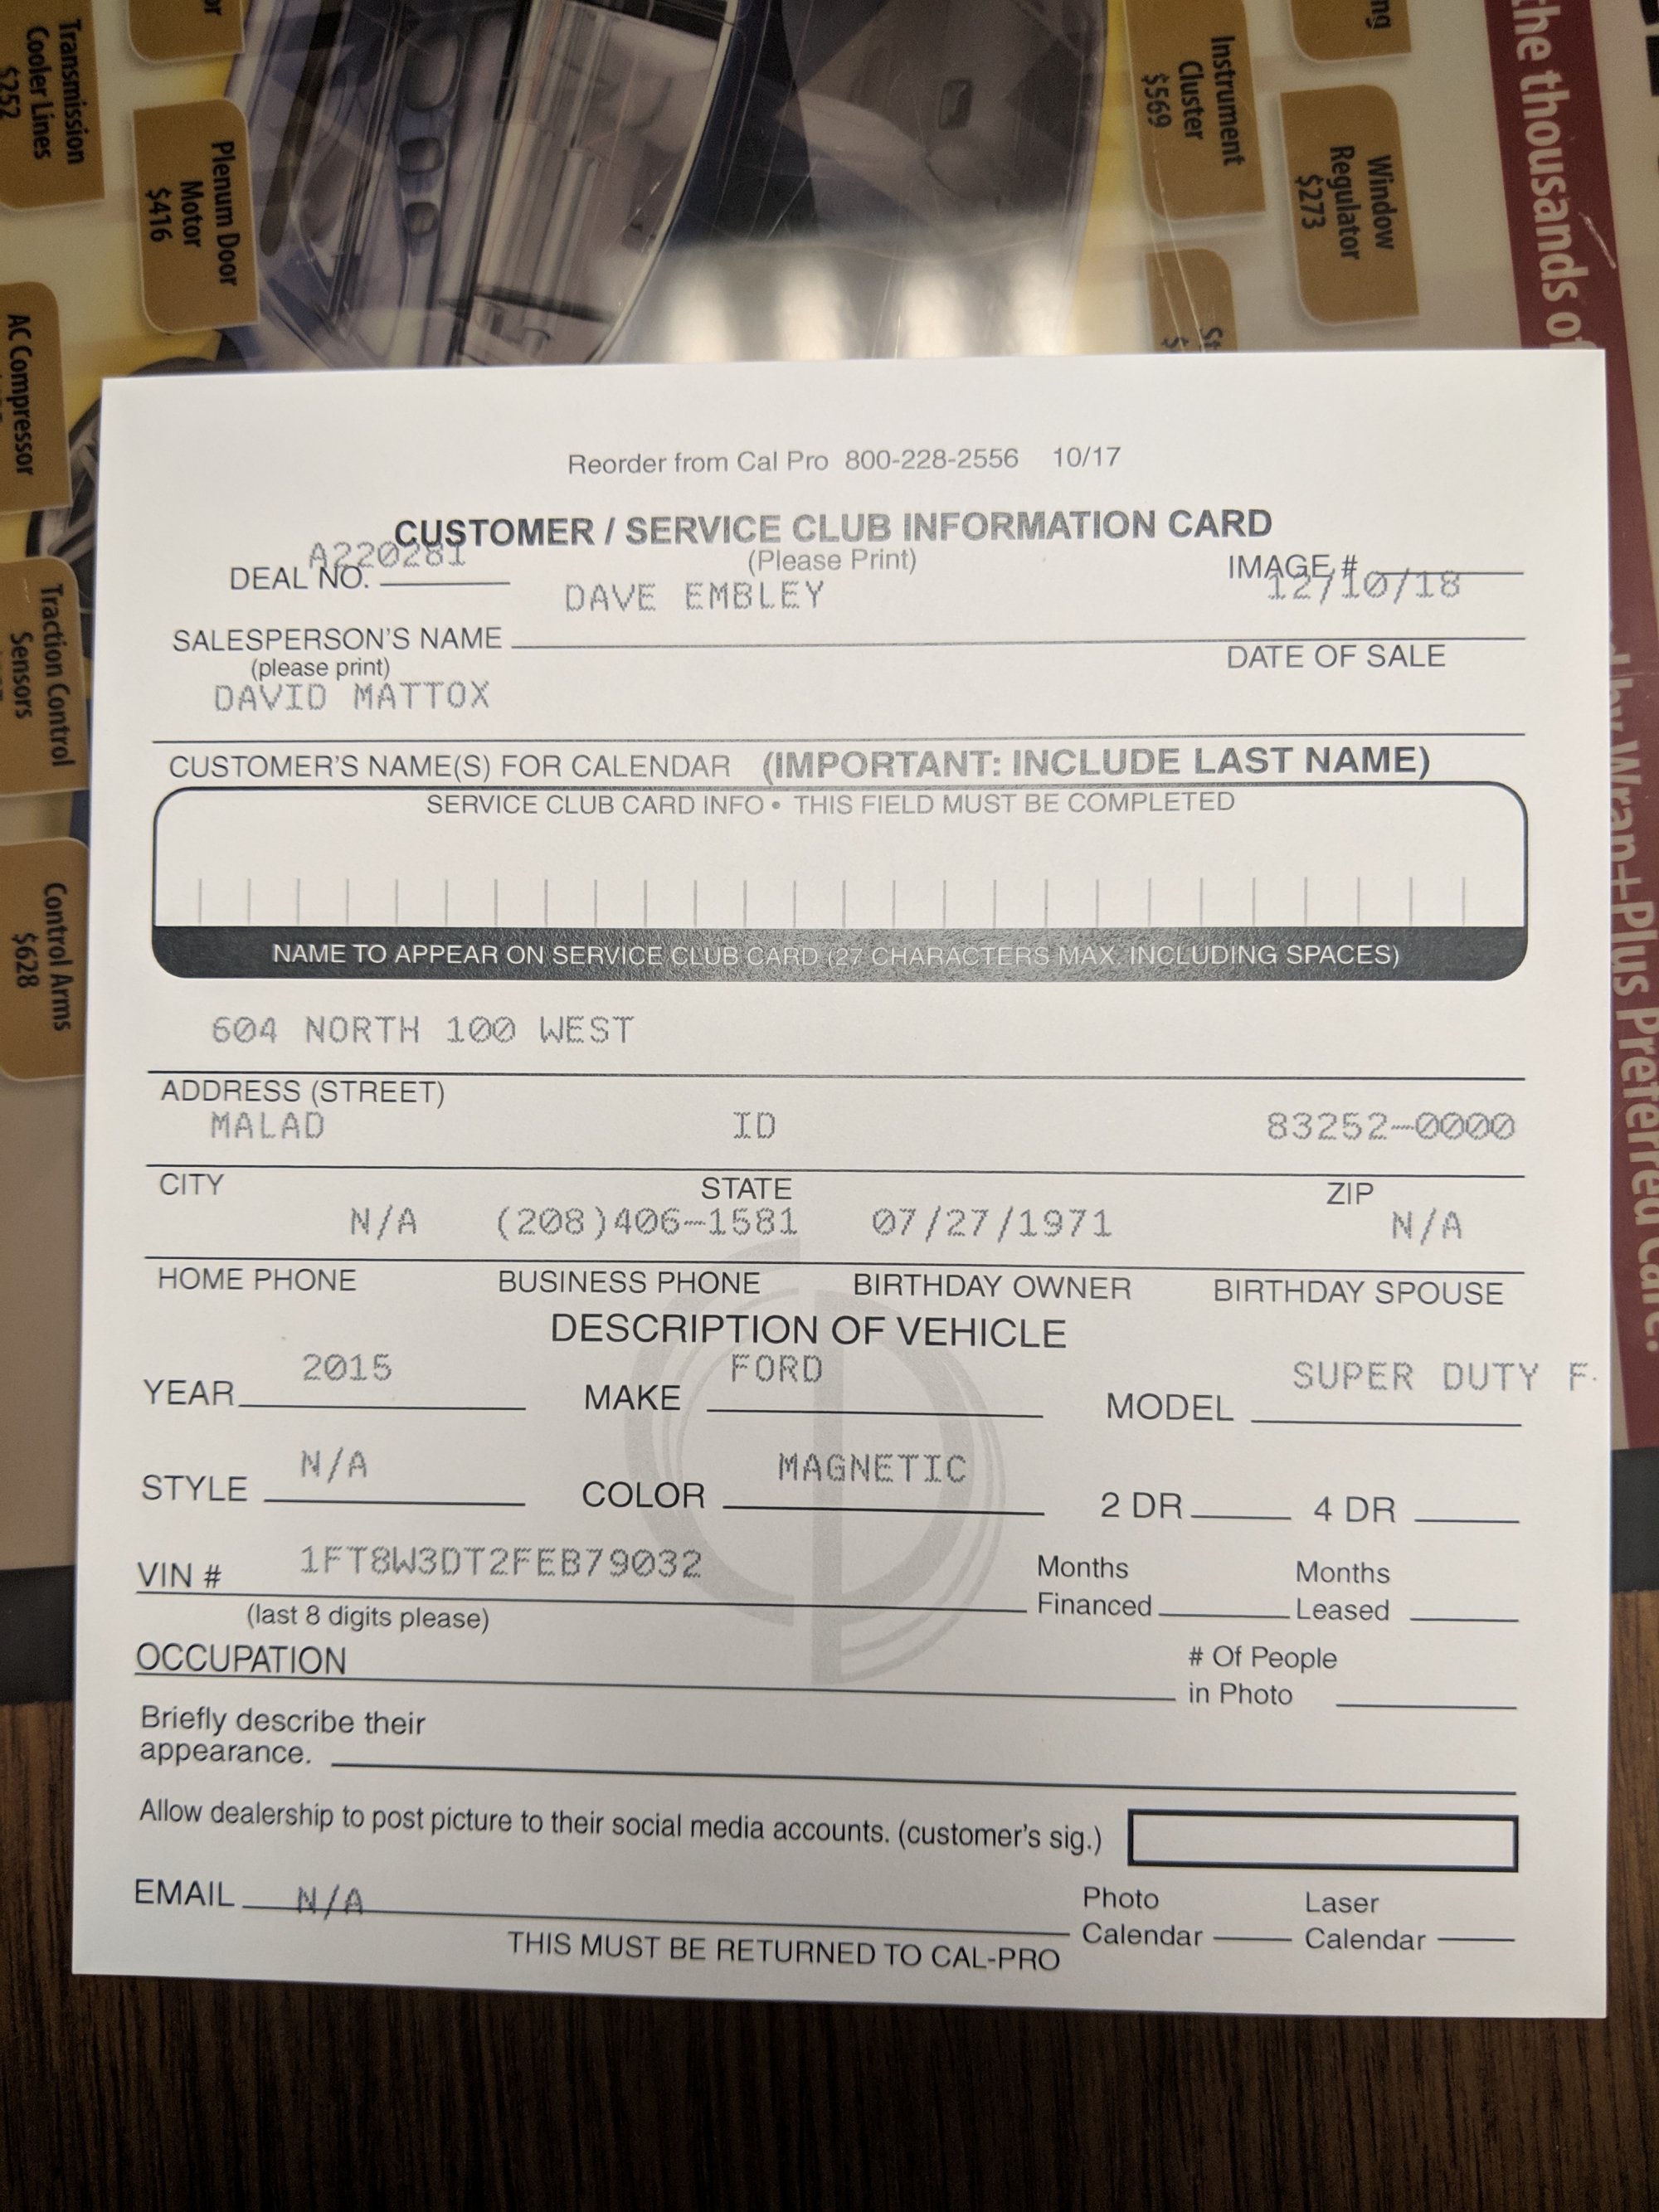 Transmission
Cooler Lines
$252
Plenum Door
Motor
$416
AC Compressor
Traction Control
Sensors
Control Arms
$628
Instrument
Cluster
$569
Window
Regulator
$273
the thousands of
Wrap+Plus Preferred Care.
Reorder from Cal Pro 800-228-2556 10/17
CUSTOMER / SERVICE CLUB INFORMATION CARD
A220281
(Please Print)
DEAL NO.
IMAGE #
DAVE EMBLEY
12/10/18
SALESPERSON'S NAME
(please print)
DATE OF SALE
DAVID MATTOX
CUSTOMER'S NAME(S) FOR CALENDAR (IMPORTANT: INCLUDE LAST NAME)
SERVICE CLUB CARD INFO • THIS FIELD MUST BE COMPLETED
NAME TO APPEAR ON SERVICE CLUB CARD (27 CHARACTERS MAX. INCLUDING SPACES)
604 NORTH 100 WEST
ADDRESS (STREET)
MALAD ID 83252-0000
CITY STATE ZIP
N/A (208)406-1581 07/27/1971 N/A
HOME PHONE BUSINESS PHONE BIRTHDAY OWNER BIRTHDAY SPOUSE
DESCRIPTION OF VEHICLE
2015 FORD SUPER DUTY F-
YEAR MAKE MODEL
N/A MAGNETIC
STYLE COLOR 2 DR 4 DR
1FT8W3DT2FEB79032
VIN # Months Financed Months Leased
(last 8 digits please)
OCCUPATION # Of People in Photo
Briefly describe their
appearance.
Allow dealership to post picture to their social media accounts. (customer's sig.)
EMAIL N/A Photo Calendar Laser Calendar
THIS MUST BE RETURNED TO CAL-PRO